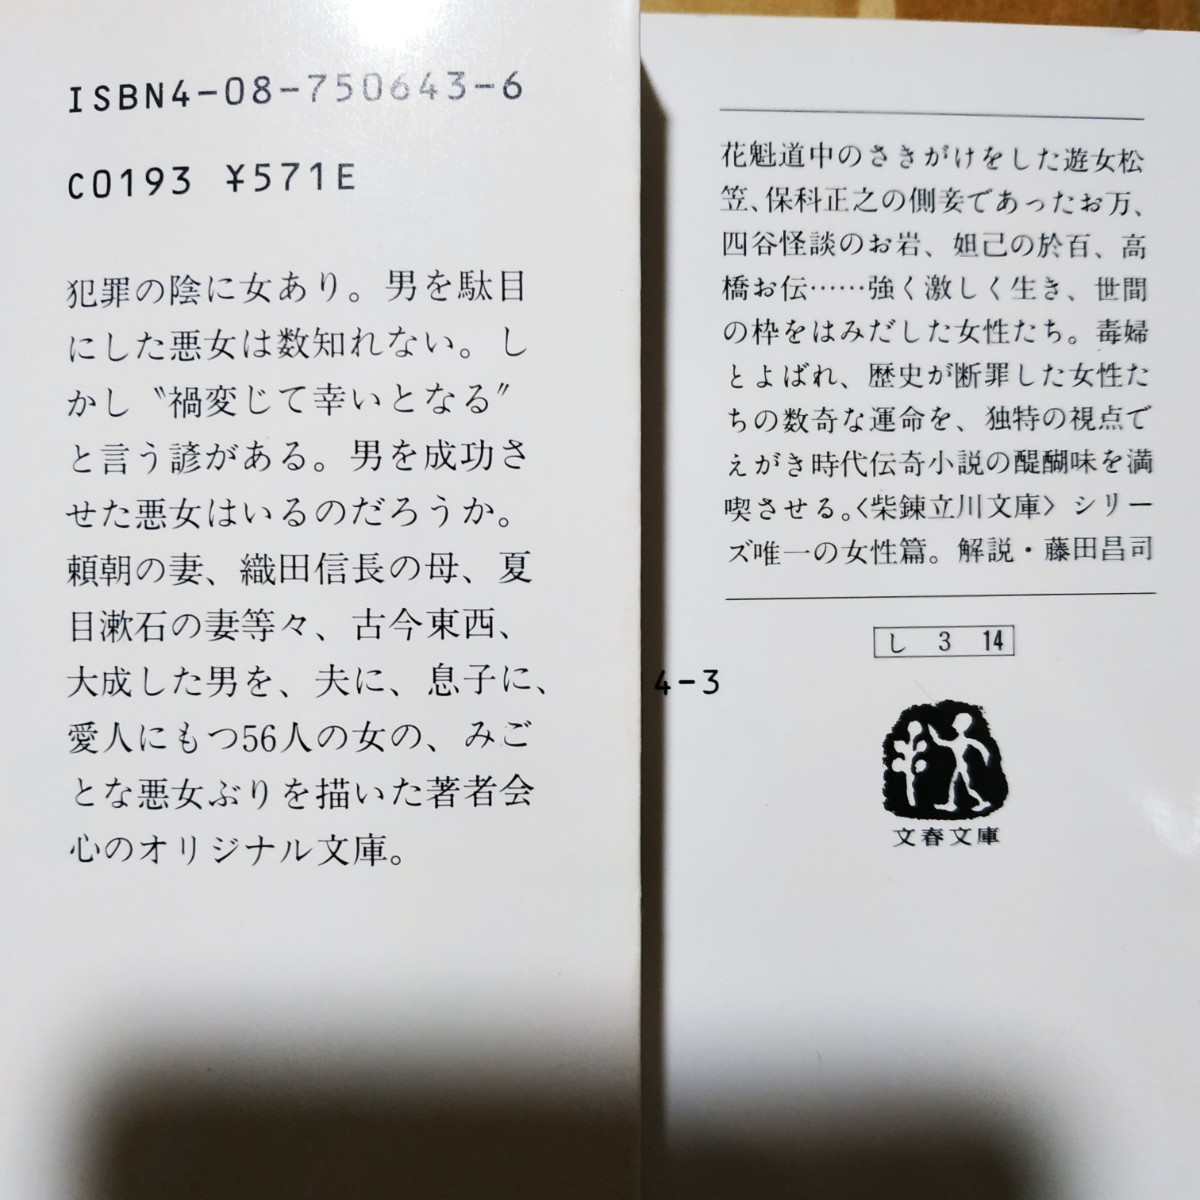 ISBN4-08-750643-6
C0193 ¥571E
犯罪の陰に女あり。男を駄目
にした悪女は数知れない。し
かし〝禍変じて幸いとなる〟
と言う諺がある。男を成功さ
せた悪女はいるのだろうか。
頼朝の妻、織田信長の母、夏
目漱石の妻等々、古今東西、
大成した男を、夫に、息子に、
愛人にもつ56人の女の、みご
とな悪女ぶりを描いた著者会
心のオリジナル文庫。
花魁道中のさきがけをした遊女松
笠、保科正之の側妾であったお万、
四谷怪談のお岩、妲己の於百、高
橋お伝……強く激しく生き、世間
の枠をはみだした女性たち。毒婦
とよばれ、歴史が断罪した女性た
ちの数奇な運命を、独特の視点で
えがき時代伝奇小説の醍醐味を満
喫させる。〈柴錬立川文庫〉シリー
ズ唯一の女性篇。解説・藤田昌司
し 3 14
4-3
文春文庫